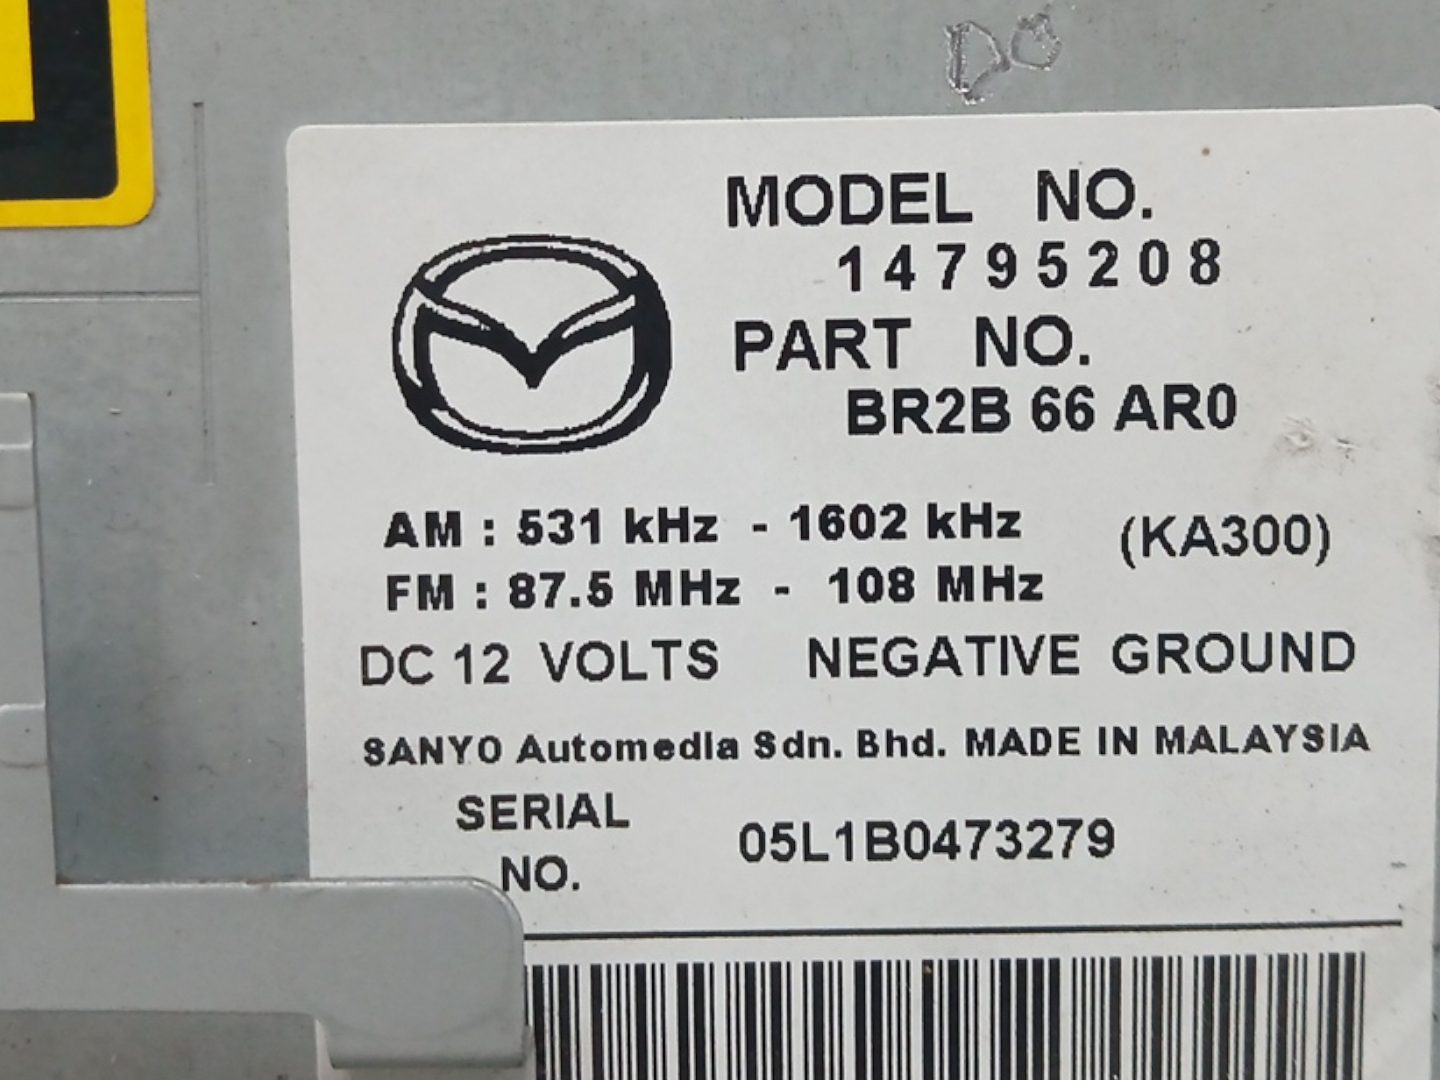 MODEL NO.
14795208
PART NO.
BR2B 66 AR0
AM : 531 kHz - 1602 kHz (KA300)
FM : 87.5 MHz - 108 MHz
DC 12 VOLTS NEGATIVE GROUND
SANYO Automedia Sdn. Bhd. MADE IN MALAYSIA
SERIAL
NO.
05L1B0473279